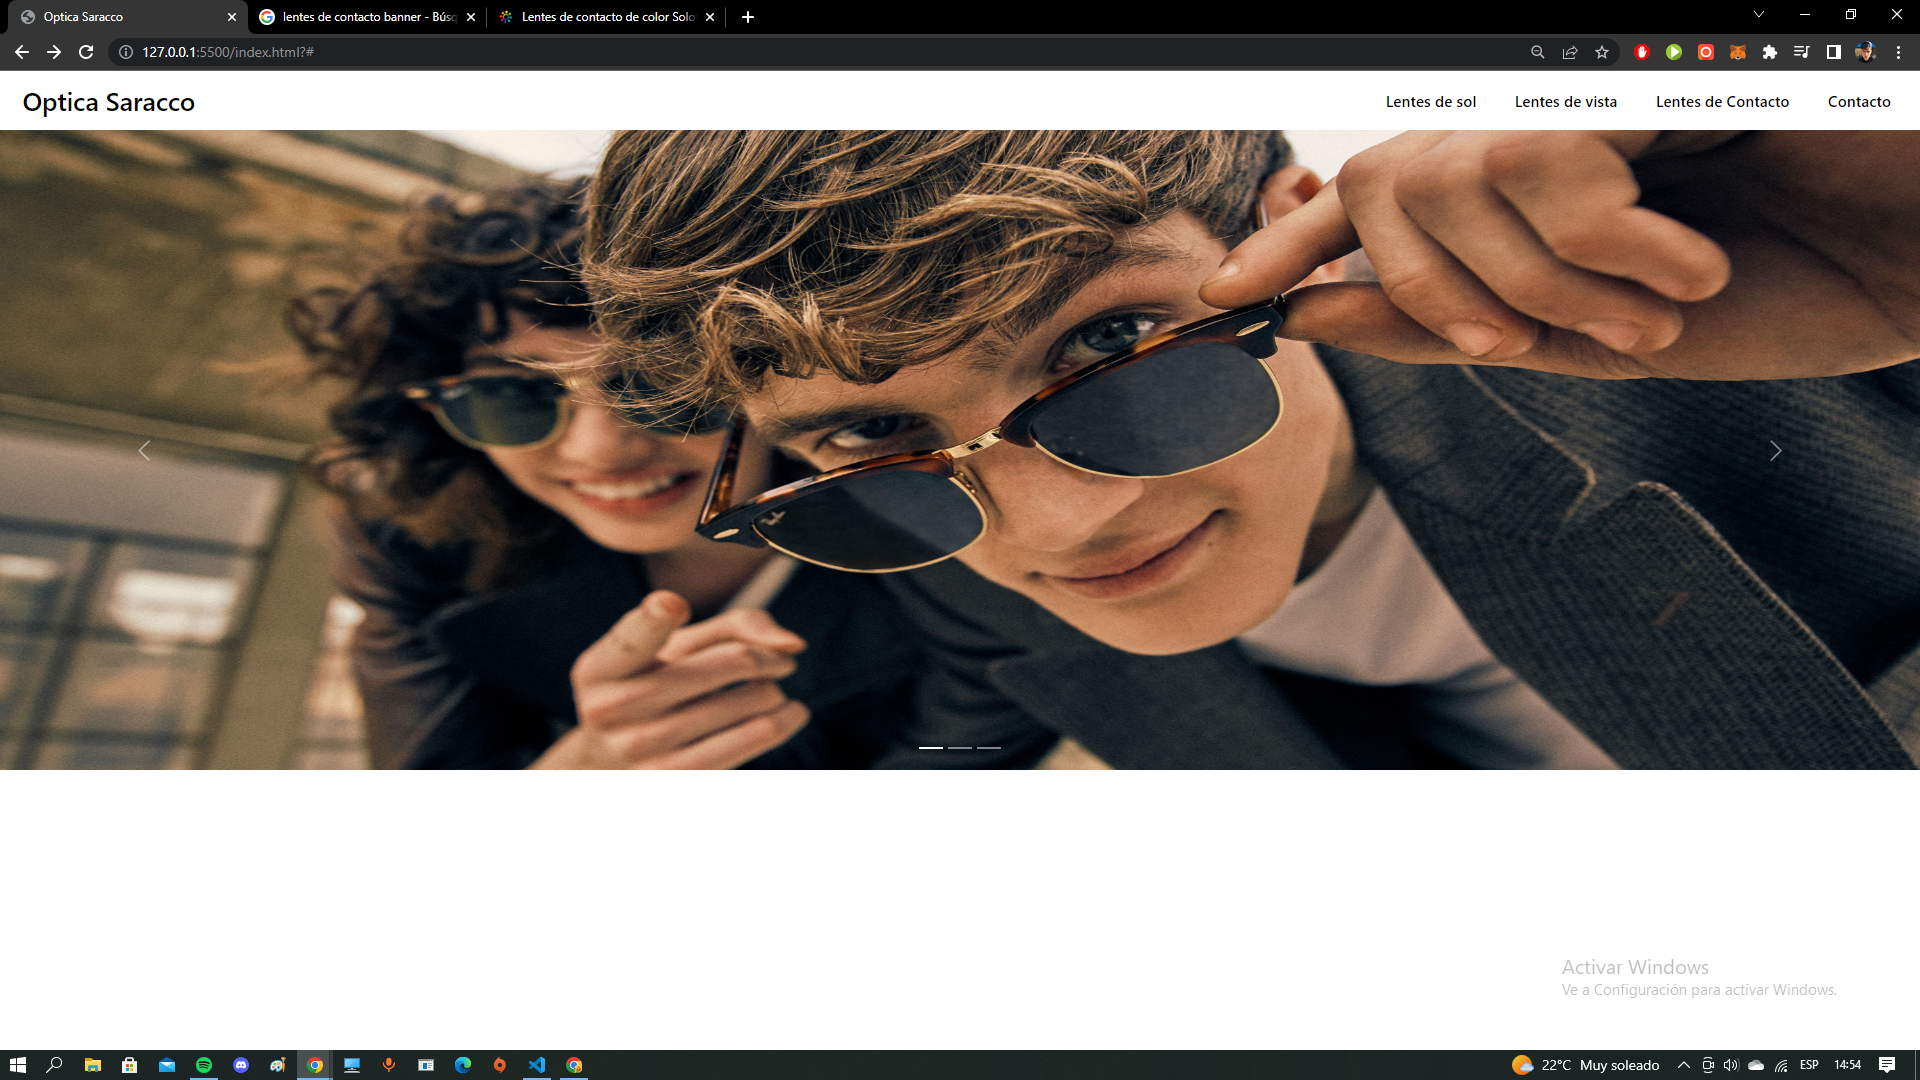 Optica Saracco
lentes de contacto banner - Búsq
Lentes de contacto de color Solo
127.0.0.1:5500/index.html?#
Optica Saracco
Lentes de sol
Lentes de vista
Lentes de Contacto
Contacto
Activar Windows
Ve a Configuración para activar Windows.
22°C Muy soleado
ESP
14:54